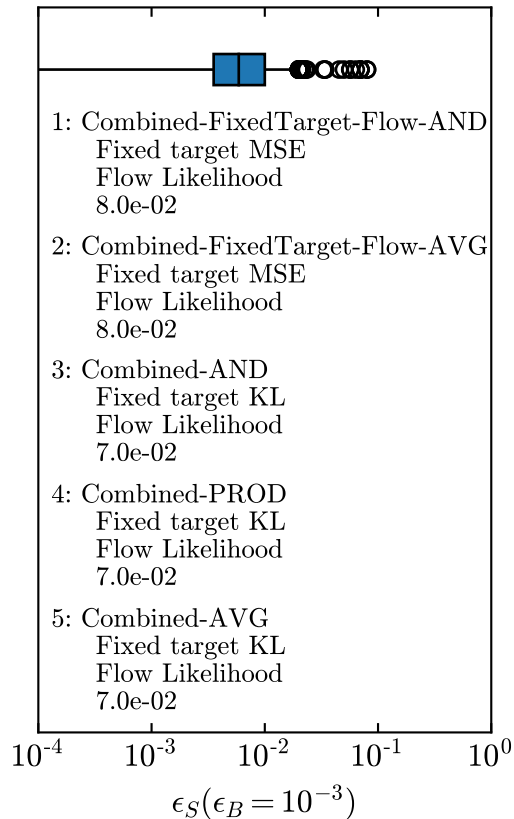 1: Combined-FixedTarget-Flow-AND
Fixed target MSE
Flow Likelihood
8.0e-02
2: Combined-FixedTarget-Flow-AVG
Fixed target MSE
Flow Likelihood
8.0e-02
3: Combined-AND
Fixed target KL
Flow Likelihood
7.0e-02
4: Combined-PROD
Fixed target KL
Flow Likelihood
7.0e-02
5: Combined-AVG
Fixed target KL
Flow Likelihood
7.0e-02
10⁻⁴ 10⁻³ 10⁻² 10⁻¹ 10⁰
ϵ_S(ϵ_B = 10⁻³)